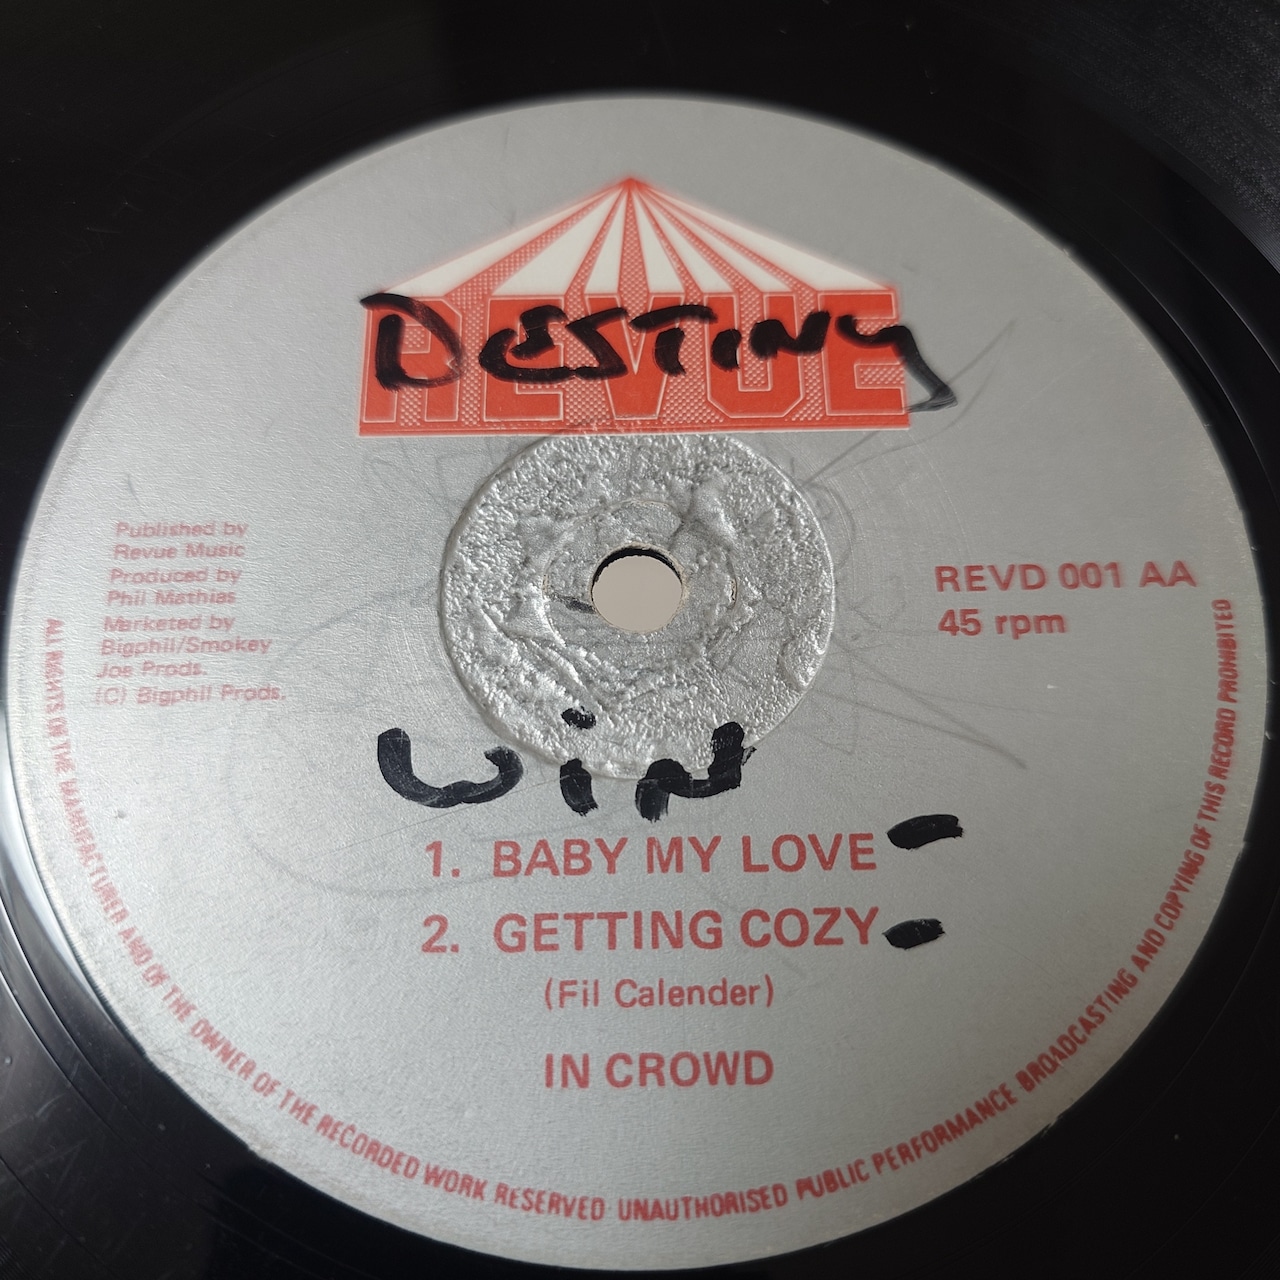 REVUE
DESTINY
Published by
Revue Music
Produced by
Phil Mathias
Marketed by
Bigphil/Smokey
Joe Prods.
(C) Bigphil Prods.
REVD 001 AA
45 rpm
WiN
1. BABY MY LOVE -
2. GETTING COZY -
(Fil Calender)
IN CROWD
ALL RIGHTS ON THE MANUFACTURER AND OF THE OWNER OF THE RECORDED WORK RESERVED UNAUTHORISED PUBLIC PERFORMANCE BROADCASTING AND COPYING OF THIS RECORD PROHIBITED